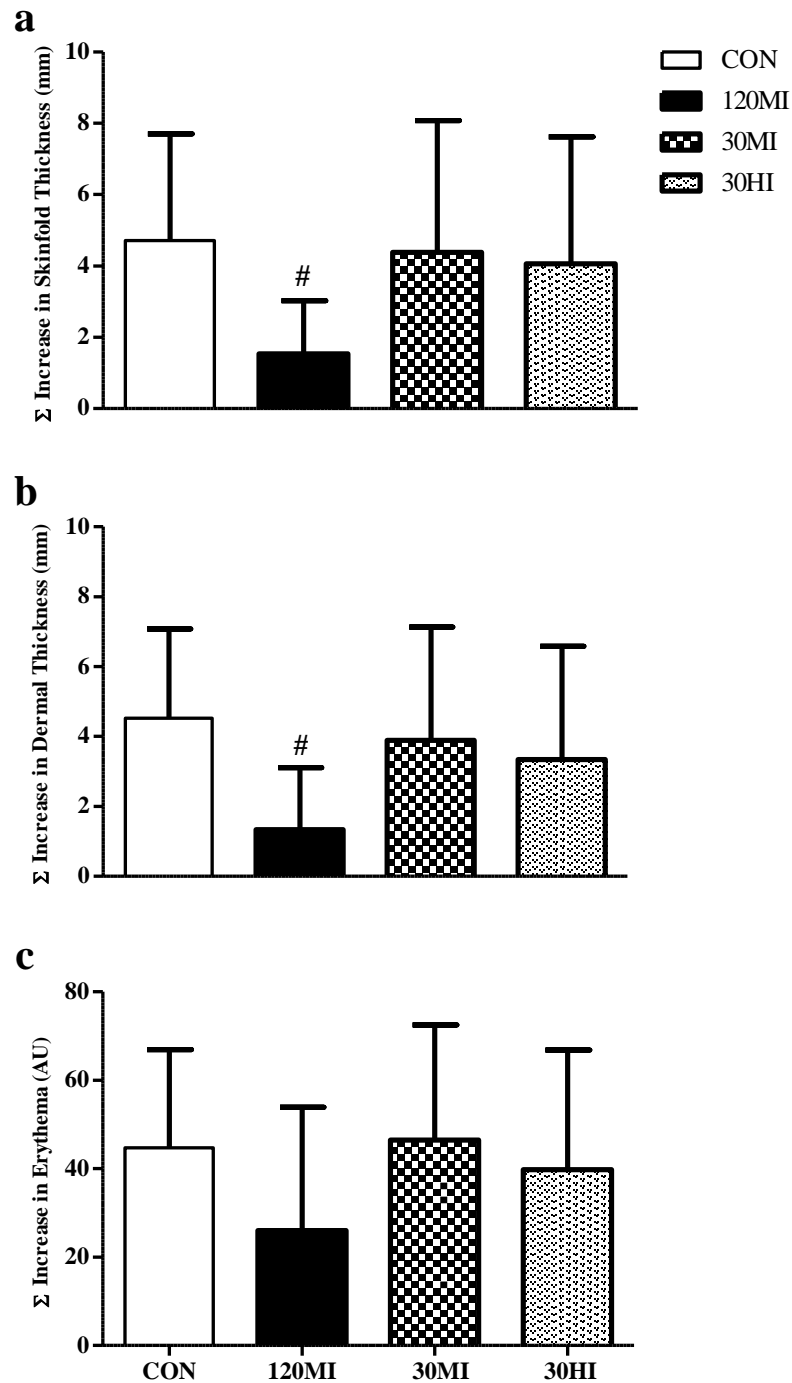 a
Σ Increase in Skinfold Thickness (mm)
10
8
6
4
2
0
#
CON
120MI
30MI
30HI
b
Σ Increase in Dermal Thickness (mm)
10
8
6
4
2
0
#
c
Σ Increase in Erythema (AU)
80
60
40
20
0
CON 120MI 30MI 30HI